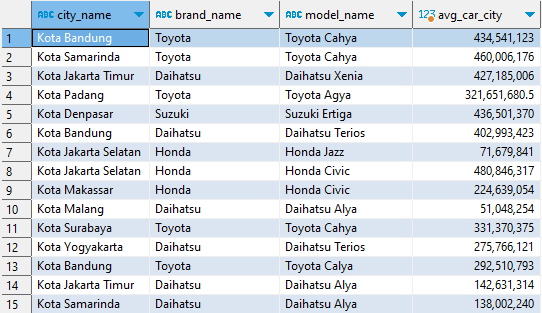 ABC city_name ABC brand_name ABC model_name 123 avg_car_city
1 Kota Bandung Toyota Toyota Cahya 434,541,123
2 Kota Samarinda Toyota Toyota Cahya 460,006,176
3 Kota Jakarta Timur Daihatsu Daihatsu Xenia 427,185,006
4 Kota Padang Toyota Toyota Agya 321,651,680.5
5 Kota Denpasar Suzuki Suzuki Ertiga 436,501,370
6 Kota Bandung Daihatsu Daihatsu Terios 402,993,423
7 Kota Jakarta Selatan Honda Honda Jazz 71,679,841
8 Kota Jakarta Selatan Honda Honda Civic 480,846,317
9 Kota Makassar Honda Honda Civic 224,639,054
10 Kota Malang Daihatsu Daihatsu Alya 51,048,254
11 Kota Surabaya Toyota Toyota Cahya 331,370,375
12 Kota Yogyakarta Daihatsu Daihatsu Terios 275,766,121
13 Kota Bandung Toyota Toyota Calya 292,510,793
14 Kota Jakarta Timur Daihatsu Daihatsu Alya 142,631,314
15 Kota Samarinda Daihatsu Daihatsu Alya 138,002,240